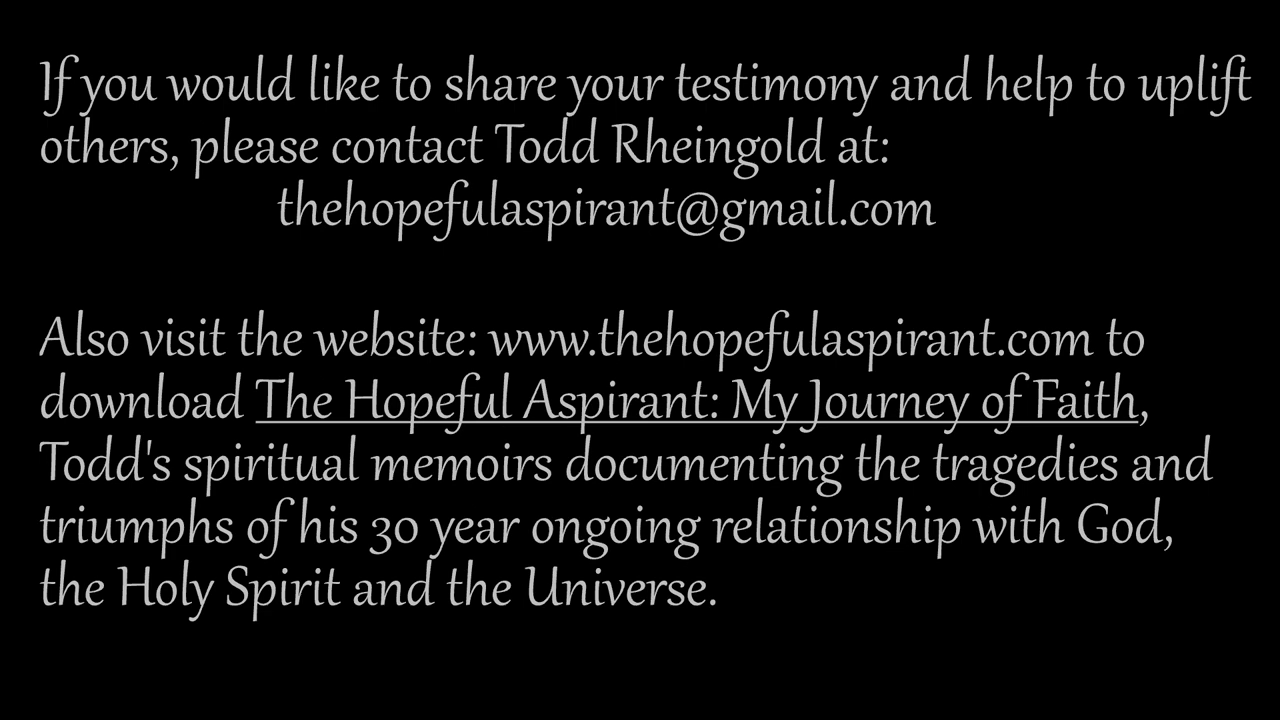 If you would like to share your testimony and help to uplift
others, please contact Todd Rheingold at:
thehopefulaspirant@gmail.com
Also visit the website: www.thehopefulaspirant.com to
download The Hopeful Aspirant: My Journey of Faith,
Todd's spiritual memoirs documenting the tragedies and
triumphs of his 30 year ongoing relationship with God,
the Holy Spirit and the Universe.